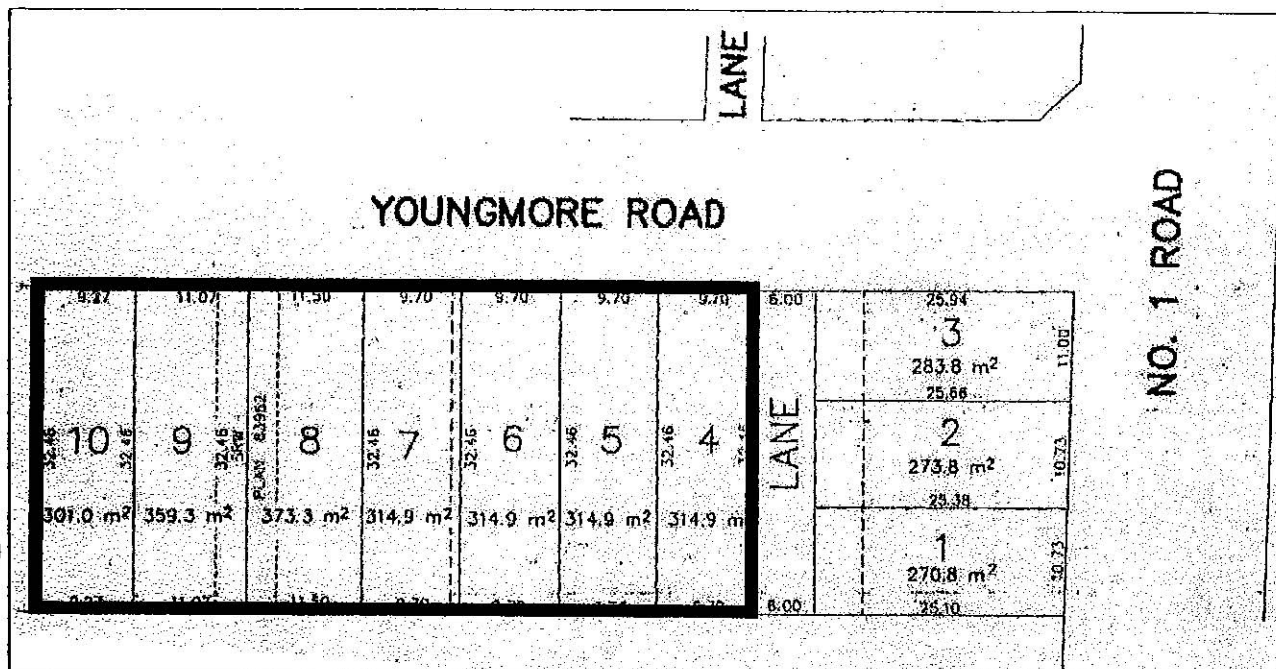 LANE
YOUNGMORE ROAD
NO. 1 ROAD
9.27 11.07 11.50 9.70 9.70 9.70 9.70 6.00 25.94
3
11.00
283.8 m²
25.66
32.46 10 32.46 9 32.46 SRW PLAN 8 32.46 7 32.46 6 32.46 5 32.46 4
LANE
2
10.73
273.8 m²
25.38
301.0 m² 359.3 m² 373.3 m² 314.9 m² 314.9 m² 314.9 m² 314.9 m
1
10.73
270.8 m²
6.00 25.10